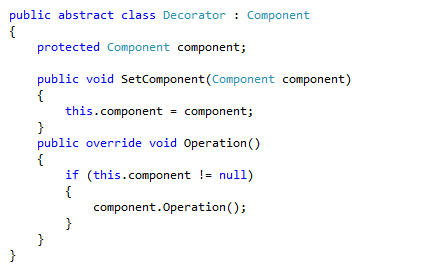 public abstract class Decorator : Component
{
    protected Component component;

    public void SetComponent(Component component)
    {
        this.component = component;
    }
    public override void Operation()
    {
        if (this.component != null)
        {
            component.Operation();
        }
    }
}